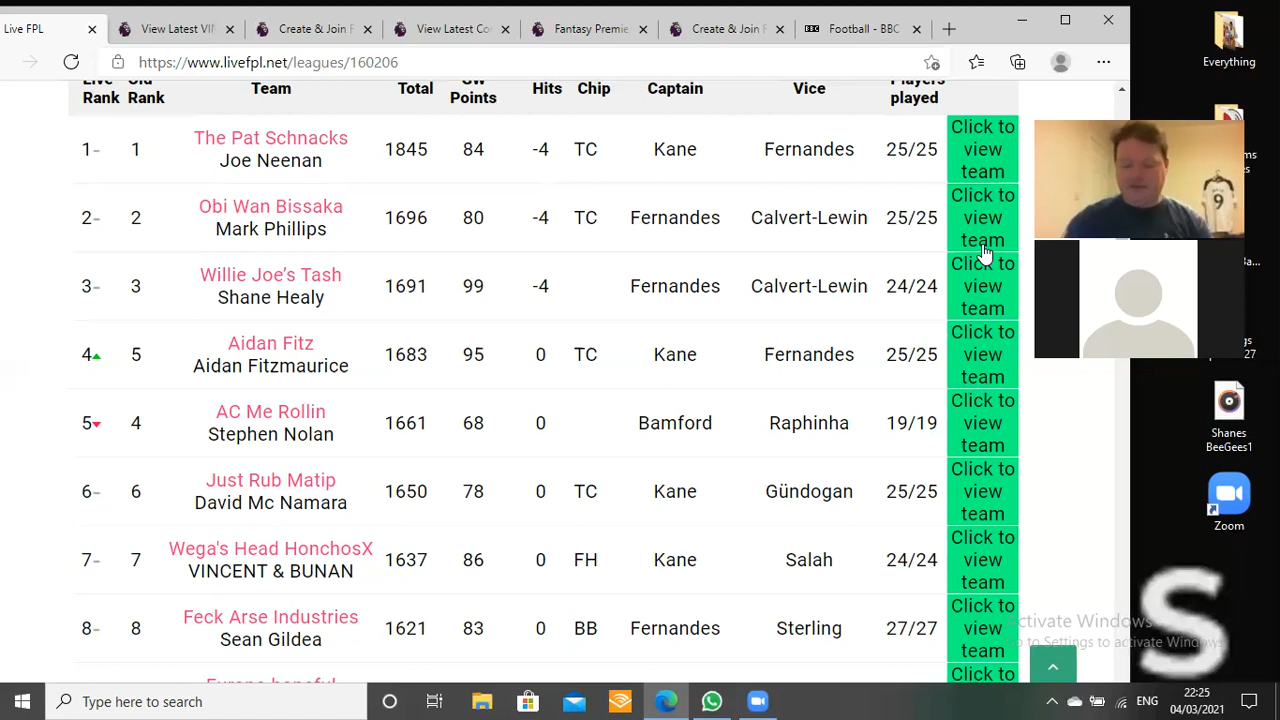 Live FPL
View Latest VIN
Create & Join F
View Latest Co
Fantasy Premie
Create & Join F
BBC
Football - BBC
https://www.livefpl.net/leagues/160206
Live Rank Old Rank Team Total GW Points Hits Chip Captain Vice Players played
1 1 The Pat Schnacks Joe Neenan 1845 84 -4 TC Kane Fernandes 25/25 Click to view team
2 2 Obi Wan Bissaka Mark Phillips 1696 80 -4 TC Fernandes Calvert-Lewin 25/25 Click to view team
3 3 Willie Joe's Tash Shane Healy 1691 99 -4 Fernandes Calvert-Lewin 24/24 Click to view team
4 5 Aidan Fitz Aidan Fitzmaurice 1683 95 0 TC Kane Fernandes 25/25 Click to view team
5 4 AC Me Rollin Stephen Nolan 1661 68 0 Bamford Raphinha 19/19 Click to view team
6 6 Just Rub Matip David Mc Namara 1650 78 0 TC Kane Gündogan 25/25 Click to view team
7 7 Wega's Head HonchosX VINCENT & BUNAN 1637 86 0 FH Kane Salah 24/24 Click to view team
8 8 Feck Arse Industries Sean Gildea 1621 83 0 BB Fernandes Sterling 27/27 Click to view team
Click to
Everything
9
Shanes
BeeGees1
Zoom
S
Activate Windows
Go to Settings to activate Windows.
Type here to search
ENG
22:25
04/03/2021